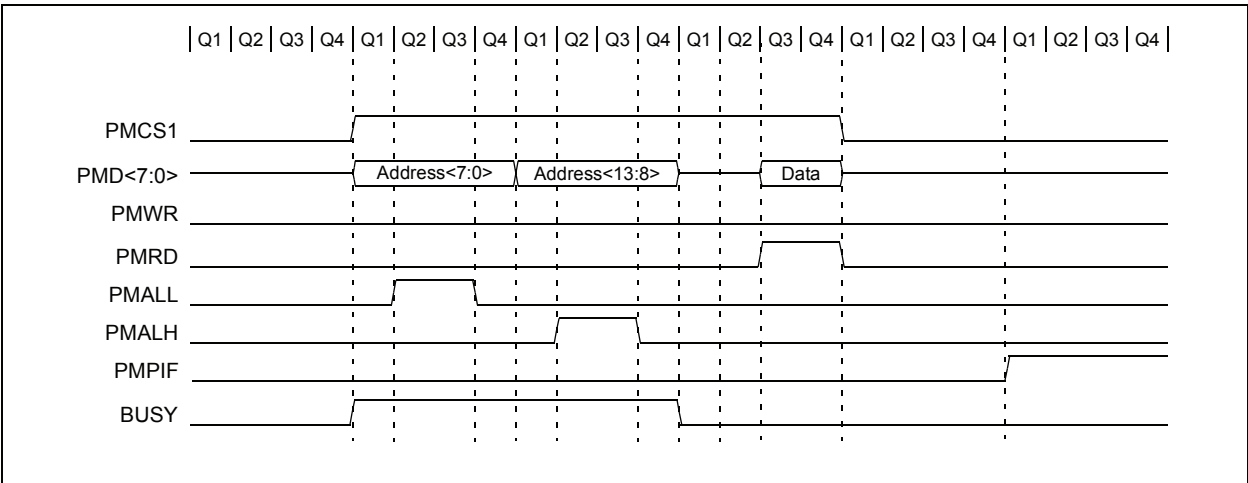 Q1 Q2 Q3 Q4 Q1 Q2 Q3 Q4 Q1 Q2 Q3 Q4 Q1 Q2 Q3 Q4 Q1 Q2 Q3 Q4 Q1 Q2 Q3 Q4
PMCS1
PMD<7:0> Address<7:0> Address<13:8> Data
PMWR
PMRD
PMALL
PMALH
PMPIF
BUSY